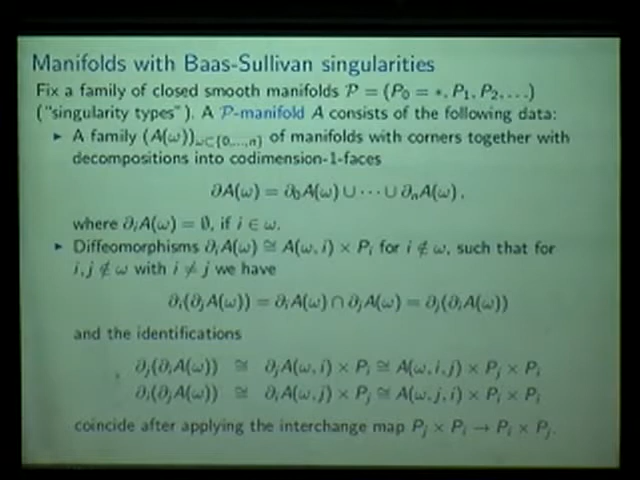 Manifolds with Baas-Sullivan singularities
Fix a family of closed smooth manifolds 𝒫 = (P₀ = *, P₁, P₂, …)
("singularity types"). A 𝒫-manifold A consists of the following data:
▸ A family (A(ω))_{ω⊂{0,…,n}} of manifolds with corners together with
decompositions into codimension-1-faces
∂A(ω) = ∂₀A(ω) ∪ ⋯ ∪ ∂ₙA(ω) ,
where ∂ᵢA(ω) = ∅, if i ∈ ω.
▸ Diffeomorphisms ∂ᵢA(ω) ≅ A(ω, i) × Pᵢ for i ∉ ω, such that for
i, j ∉ ω with i ≠ j we have
∂ᵢ(∂ⱼA(ω)) = ∂ᵢA(ω) ∩ ∂ⱼA(ω) = ∂ⱼ(∂ᵢA(ω))
and the identifications
∂ⱼ(∂ᵢA(ω)) ≅ ∂ⱼA(ω, i) × Pᵢ ≅ A(ω, i, j) × Pⱼ × Pᵢ
∂ᵢ(∂ⱼA(ω)) ≅ ∂ᵢA(ω, j) × Pⱼ ≅ A(ω, j, i) × Pᵢ × Pⱼ
coincide after applying the interchange map Pⱼ × Pᵢ → Pᵢ × Pⱼ.